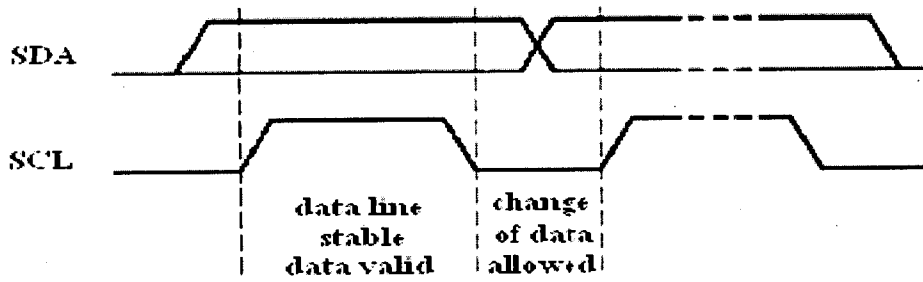 SDA
SCL
data line
stable
data valid
change
of data
allowed